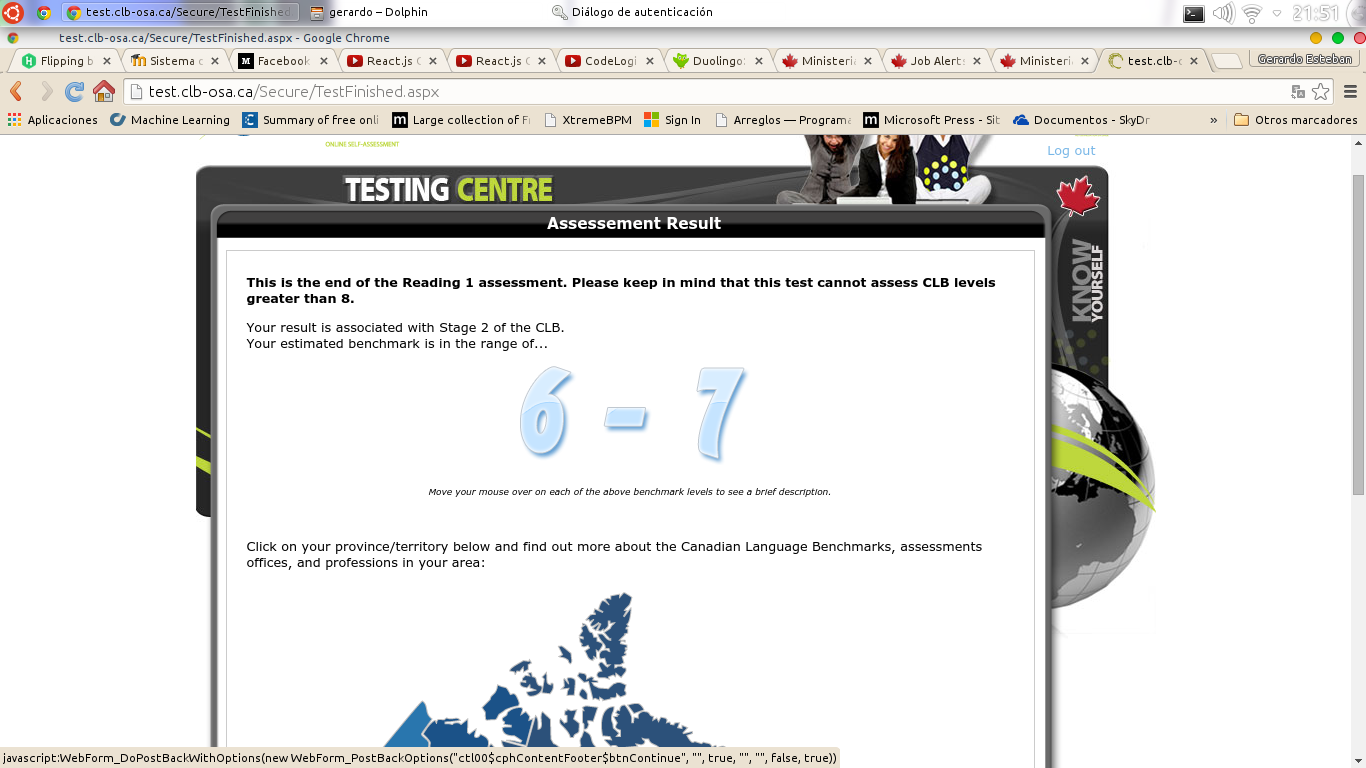 test.clb-osa.ca/Secure/TestFinished
gerardo – Dolphin
Diálogo de autenticación
21:51
test.clb-osa.ca/Secure/TestFinished.aspx - Google Chrome
Flipping b
Sistema d
Facebook
React.js C
React.js C
CodeLog
Duolingo:
Ministeria
Job Alerts
Ministeria
test.clb-o
Gerardo Esteban
test.clb-osa.ca/Secure/TestFinished.aspx
Aplicaciones
Machine Learning
Summary of free onli
Large collection of Fr
XtremeBPM
Sign In
Arreglos — Programa
Microsoft Press - Sit
Documentos - SkyDr
»
Otros marcadores
ONLINE SELF-ASSESSMENT
Log out
TESTING CENTRE
KNOW
YOURSELF
Assessement Result
This is the end of the Reading 1 assessment. Please keep in mind that this test cannot assess CLB levels
greater than 8.
Your result is associated with Stage 2 of the CLB.
Your estimated benchmark is in the range of...
6 - 7
Move your mouse over on each of the above benchmark levels to see a brief description.
Click on your province/territory below and find out more about the Canadian Language Benchmarks, assessments
offices, and professions in your area:
javascript:WebForm_DoPostBackWithOptions(new WebForm_PostBackOptions("ctl00$cphContentFooter$btnContinue", "", true, "", "", false, true))